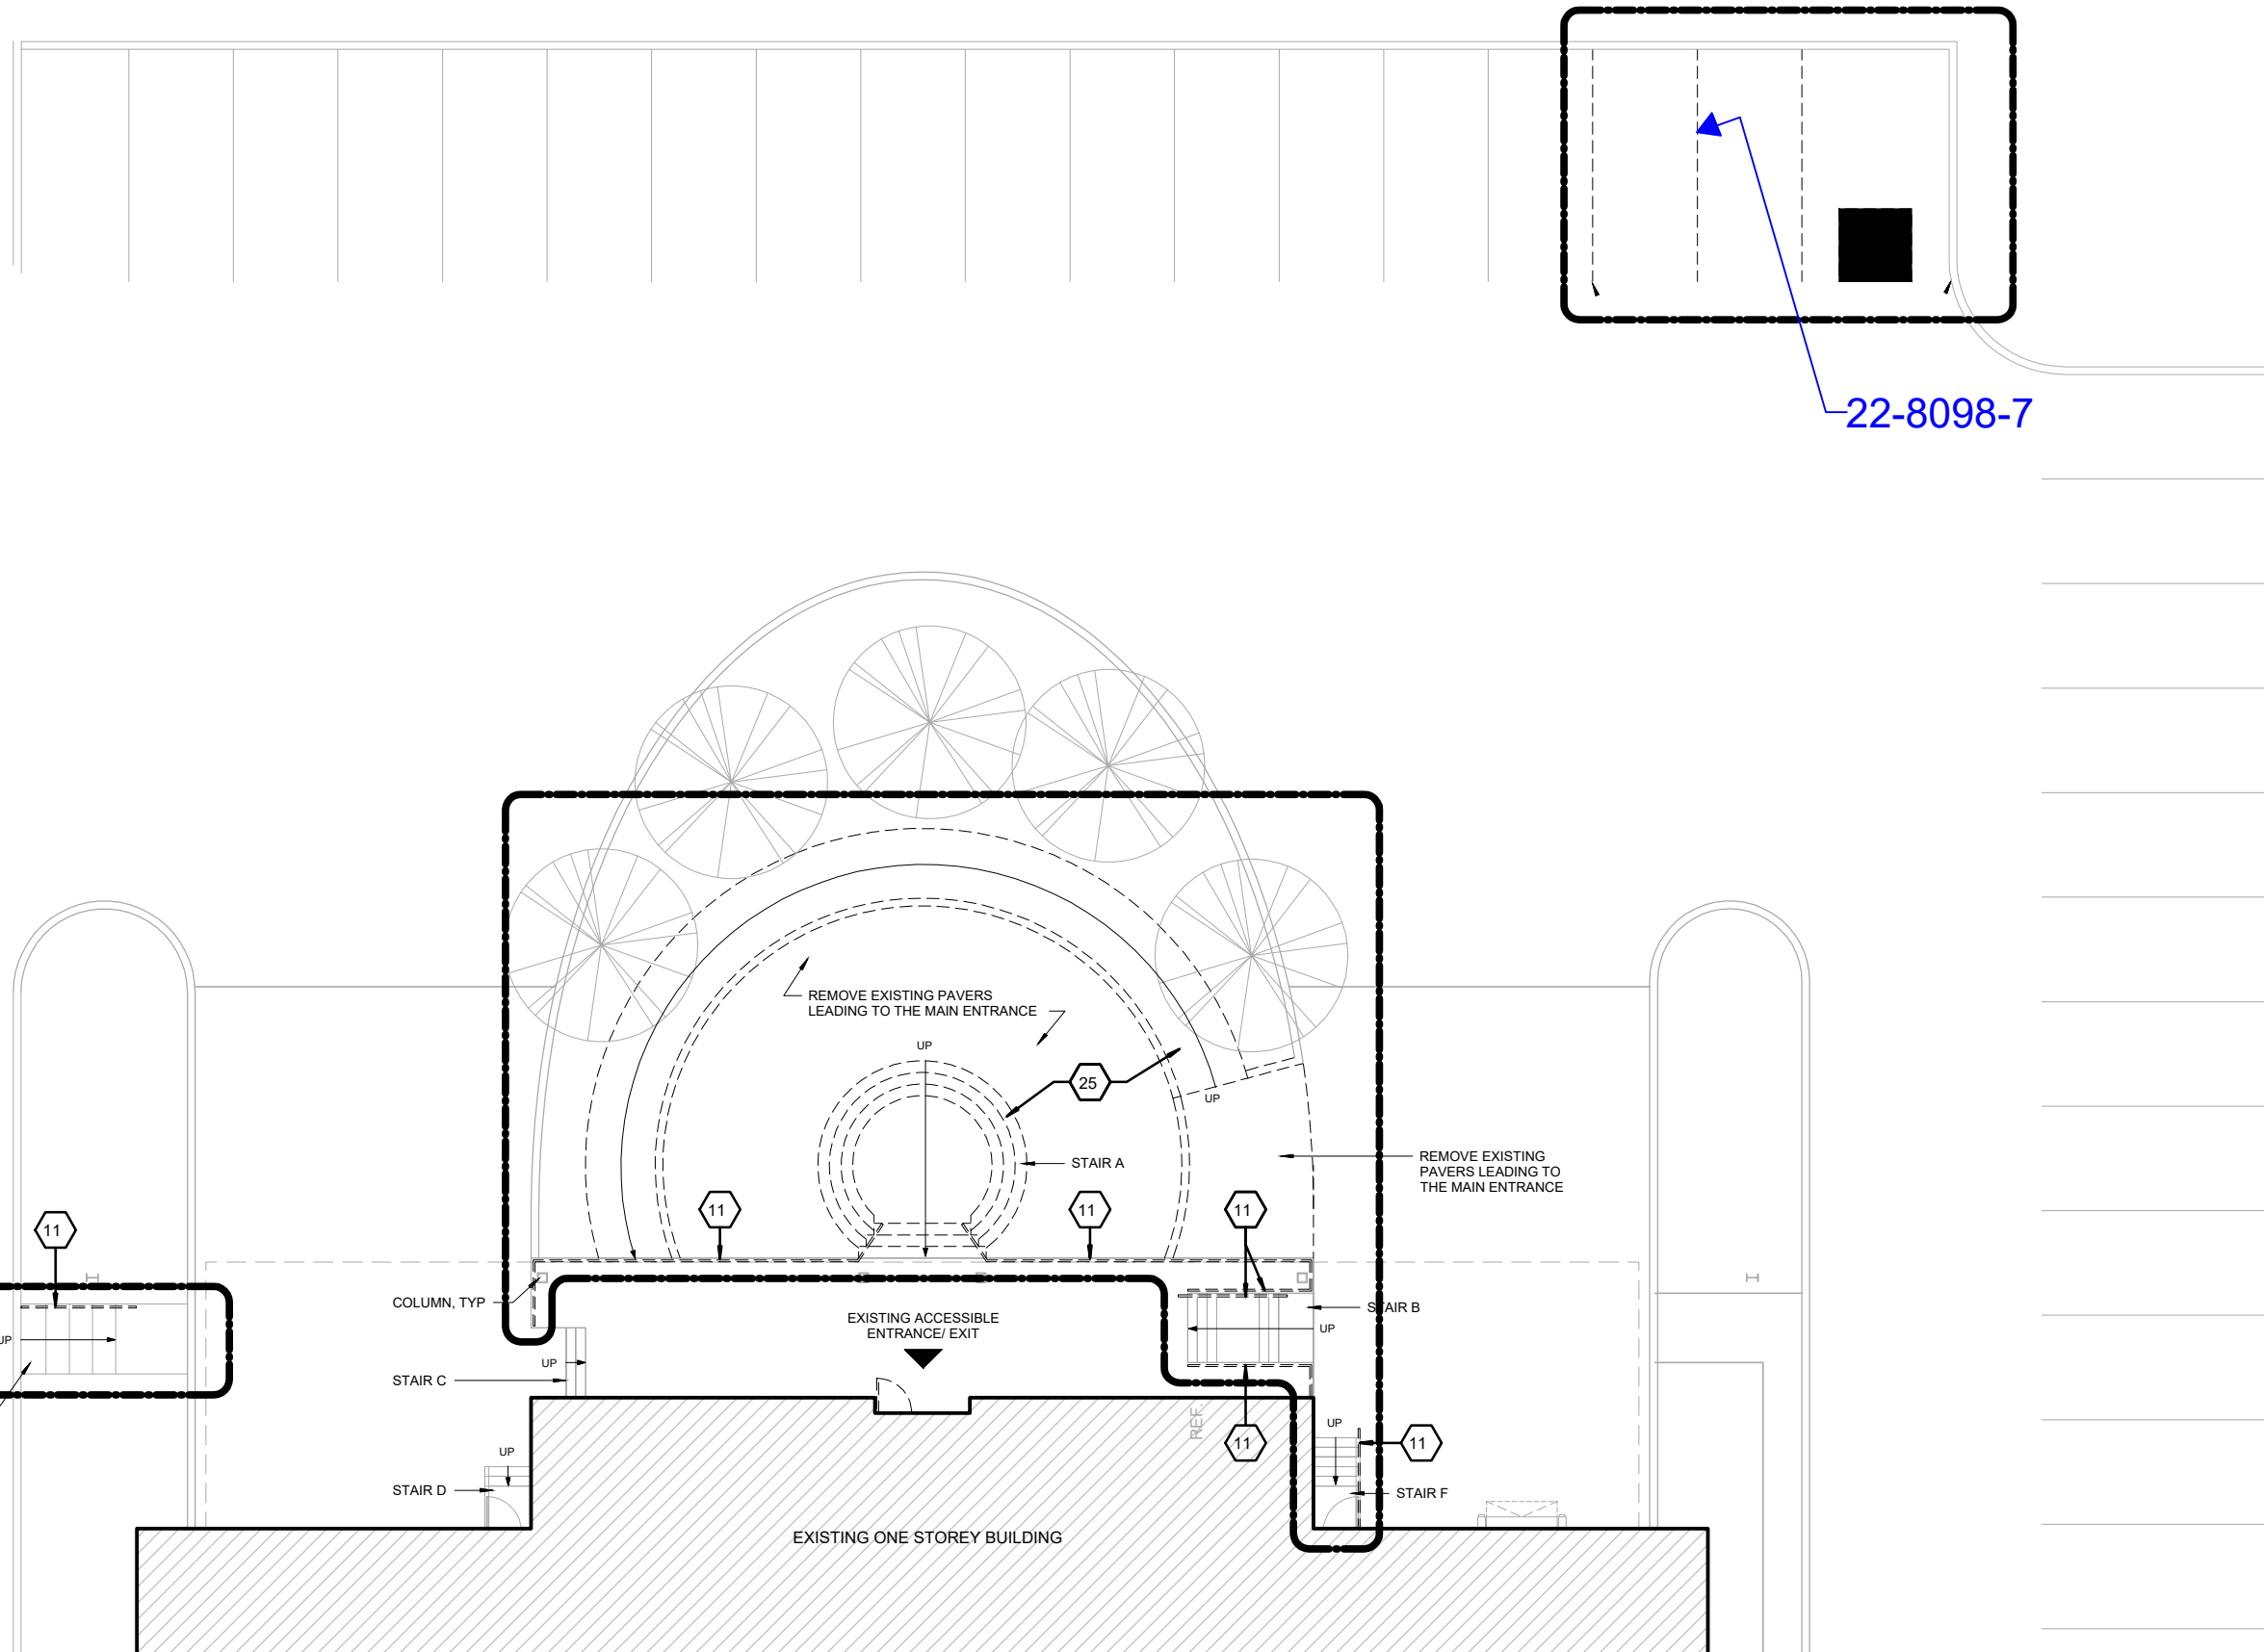 22-8098-7
REMOVE EXISTING PAVERS
LEADING TO THE MAIN ENTRANCE
UP
25
UP
STAIR A
REMOVE EXISTING
PAVERS LEADING TO
THE MAIN ENTRANCE
11
11
11
11
COLUMN, TYP
EXISTING ACCESSIBLE
ENTRANCE/ EXIT
STAIR B
UP
UP
UP
STAIR C
REF.
UP
11
11
UP
STAIR D
STAIR F
EXISTING ONE STOREY BUILDING